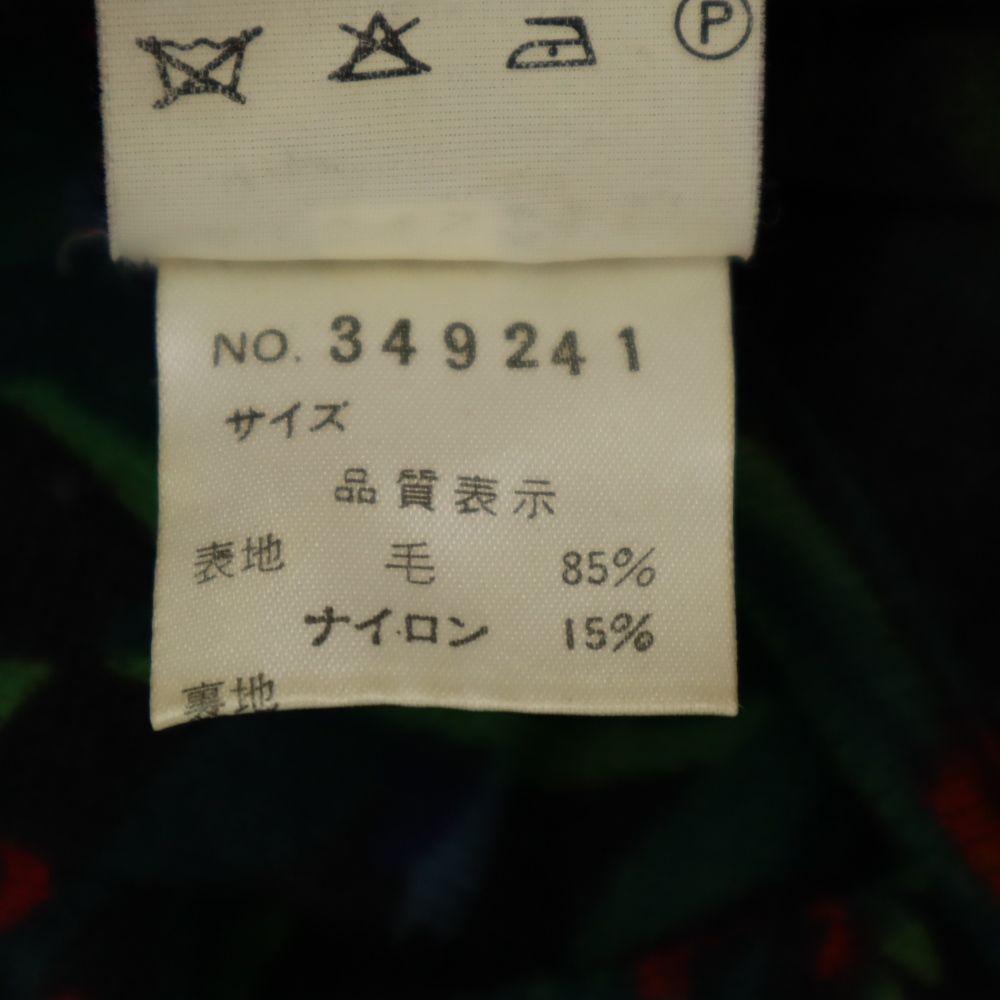 P
NO. 349241
サイズ
品質表示
表地 毛 85%
ナイロン 15%
裏地